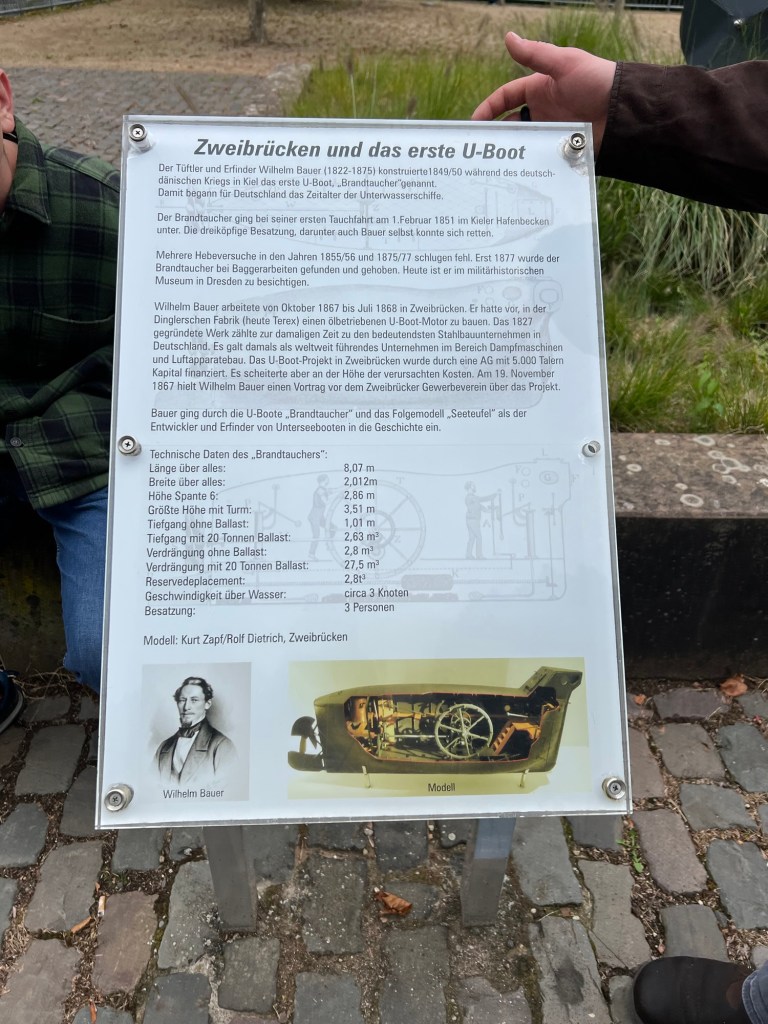 Zweibrücken und das erste U-Boot
Der Tüftler und Erfinder Wilhelm Bauer (1822-1875) konstruierte1849/50 während des deutsch-
dänischen Kriegs in Kiel das erste U-Boot, „Brandtaucher"genannt.
Damit begann für Deutschland das Zeitalter der Unterwasserschiffe.
Der Brandtaucher ging bei seiner ersten Tauchfahrt am 1.Februar 1851 im Kieler Hafenbecken
unter. Die dreiköpfige Besatzung, darunter auch Bauer selbst konnte sich retten.
Mehrere Hebeversuche in den Jahren 1855/56 und 1875/77 schlugen fehl. Erst 1877 wurde der
Brandtaucher bei Baggerarbeiten gefunden und gehoben. Heute ist er im militärhistorischen
Museum in Dresden zu besichtigen.
Wilhelm Bauer arbeitete von Oktober 1867 bis Juli 1868 in Zweibrücken. Er hatte vor, in der
Dinglerschen Fabrik (heute Terex) einen ölbetriebenen U-Boot-Motor zu bauen. Das 1827
gegründete Werk zählte zur damaligen Zeit zu den bedeutendsten Stahlbauunternehmen in
Deutschland. Es galt damals als weltweit führendes Unternehmen im Bereich Dampfmaschinen
und Luftapparatebau. Das U-Boot-Projekt in Zweibrücken wurde durch eine AG mit 5.000 Talern
Kapital finanziert. Es scheiterte aber an der Höhe der verursachten Kosten. Am 19. November
1867 hielt Wilhelm Bauer einen Vortrag vor dem Zweibrücker Gewerbeverein über das Projekt.
Bauer ging durch die U-Boote „Brandtaucher" und das Folgemodell „Seeteufel" als der
Entwickler und Erfinder von Unterseebooten in die Geschichte ein.
Technische Daten des „Brandtauchers":
Länge über alles: 8,07 m
Breite über alles: 2,012m
Höhe Spante 6: 2,86 m
Größte Höhe mit Turm: 3,51 m
Tiefgang ohne Ballast: 1,01 m
Tiefgang mit 20 Tonnen Ballast: 2,63 m³
Verdrängung ohne Ballast: 2,8 m³
Verdrängung mit 20 Tonnen Ballast: 27,5 m³
Reservedeplacement: 2,8t³
Geschwindigkeit über Wasser: circa 3 Knoten
Besatzung: 3 Personen
Modell: Kurt Zapf/Rolf Dietrich, Zweibrücken
Wilhelm Bauer
Modell